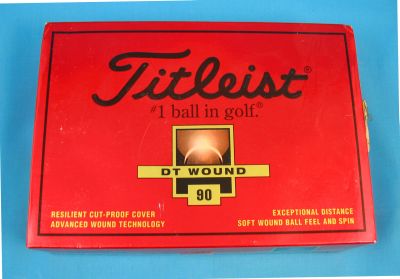 Titleist®
#1 ball in golf.®
DT WOUND
90
RESILIENT CUT-PROOF COVER
ADVANCED WOUND TECHNOLOGY
EXCEPTIONAL DISTANCE
SOFT WOUND BALL FEEL AND SPIN